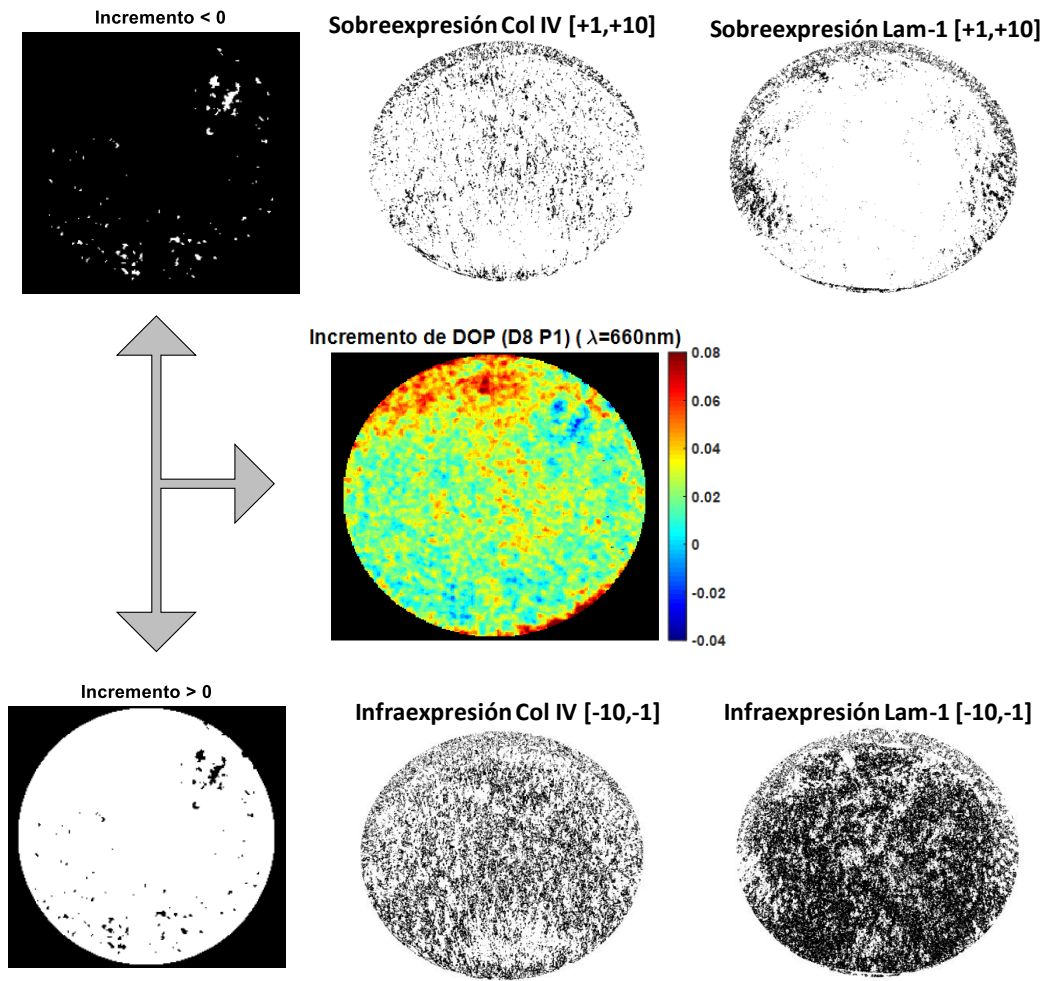 Incremento < 0
Sobreexpresión Col IV [+1,+10]
Sobreexpresión Lam-1 [+1,+10]
Incremento de DOP (D8 P1) ( λ=660nm)
0.08
0.06
0.04
0.02
0
-0.02
-0.04
Incremento > 0
Infraexpresión Col IV [-10,-1]
Infraexpresión Lam-1 [-10,-1]